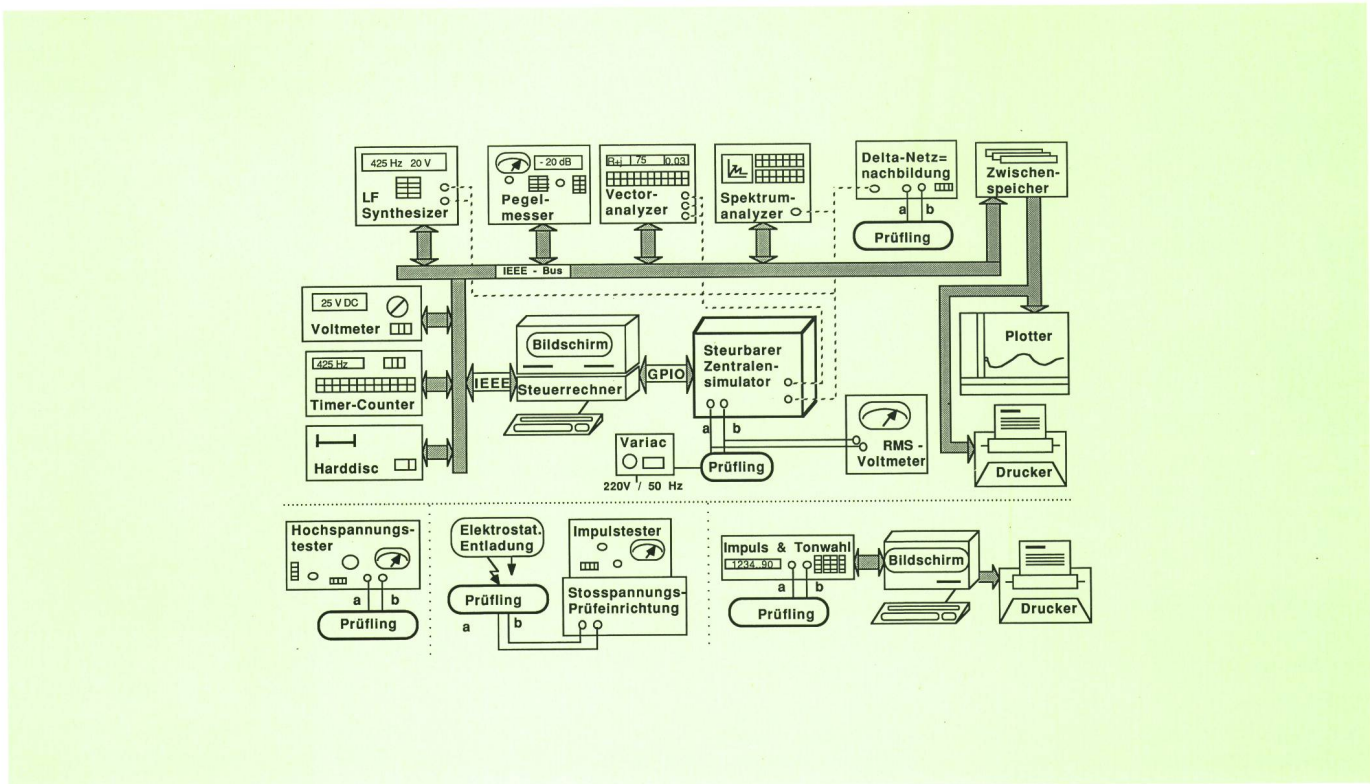 425 Hz 20 V
LF
Synthesizer
- 20 dB
Pegel-
messer
R+j 75 0.03
Vector-
analyzer
Spektrum-
analyzer
Delta-Netz=
nachbildung
a b
Prüfling
Zwischen-
speicher
IEEE - Bus
25 V DC
Voltmeter
425 Hz
Timer-Counter
Harddisc
IEEE
Bildschirm
Steuerrechner
GPIO
Steurbarer
Zentralen-
simulator
a b
Variac
220V / 50 Hz
Prüfling
RMS -
Voltmeter
Plotter
Drucker
Hochspannungs-
tester
a b
Prüfling
Elektrostat.
Entladung
Prüfling
a b
Impulstester
Stosspannungs-
Prüfeinrichtung
Impuls & Tonwahl
1234..90
a b
Prüfling
Bildschirm
Drucker